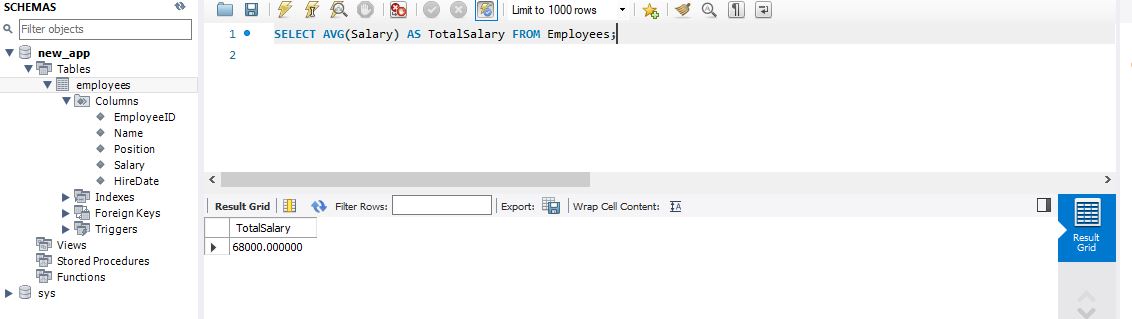 SCHEMAS
Filter objects
new_app
Tables
employees
Columns
EmployeeID
Name
Position
Salary
HireDate
Indexes
Foreign Keys
Triggers
Views
Stored Procedures
Functions
sys
Limit to 1000 rows
1 SELECT AVG(Salary) AS TotalSalary FROM Employees;
2
Result Grid Filter Rows: Export: Wrap Cell Content:
TotalSalary
68000.000000
Result
Grid